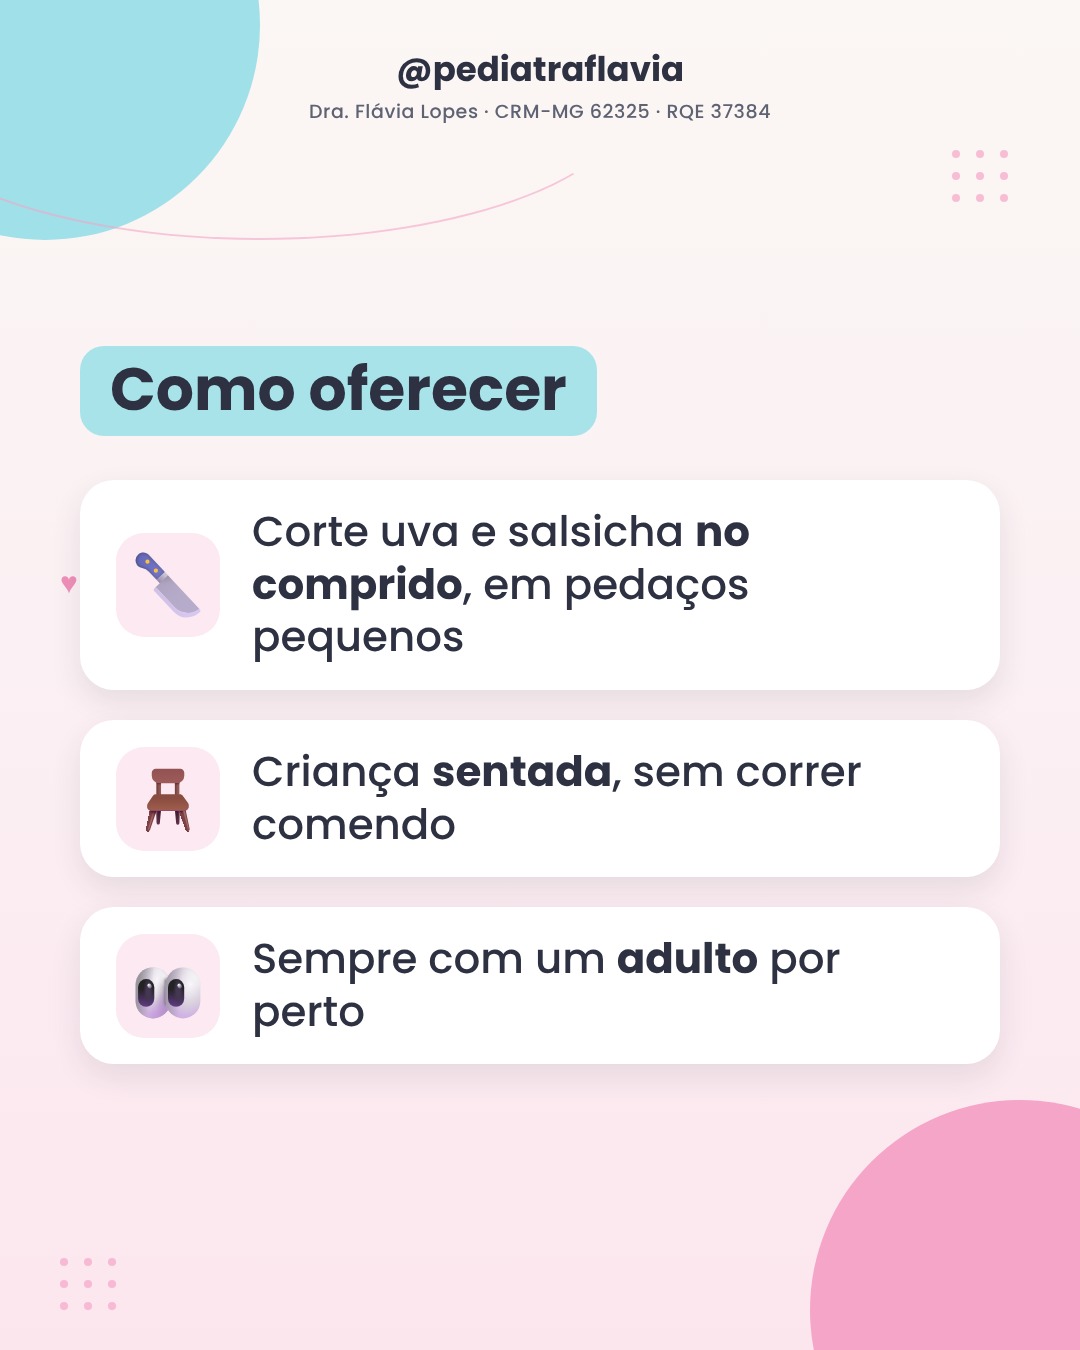 @pediatraflavia
Dra. Flávia Lopes · CRM-MG 62325 · RQE 37384
Como oferecer
Corte uva e salsicha no
comprido, em pedaços
pequenos
Criança sentada, sem correr
comendo
Sempre com um adulto por
perto